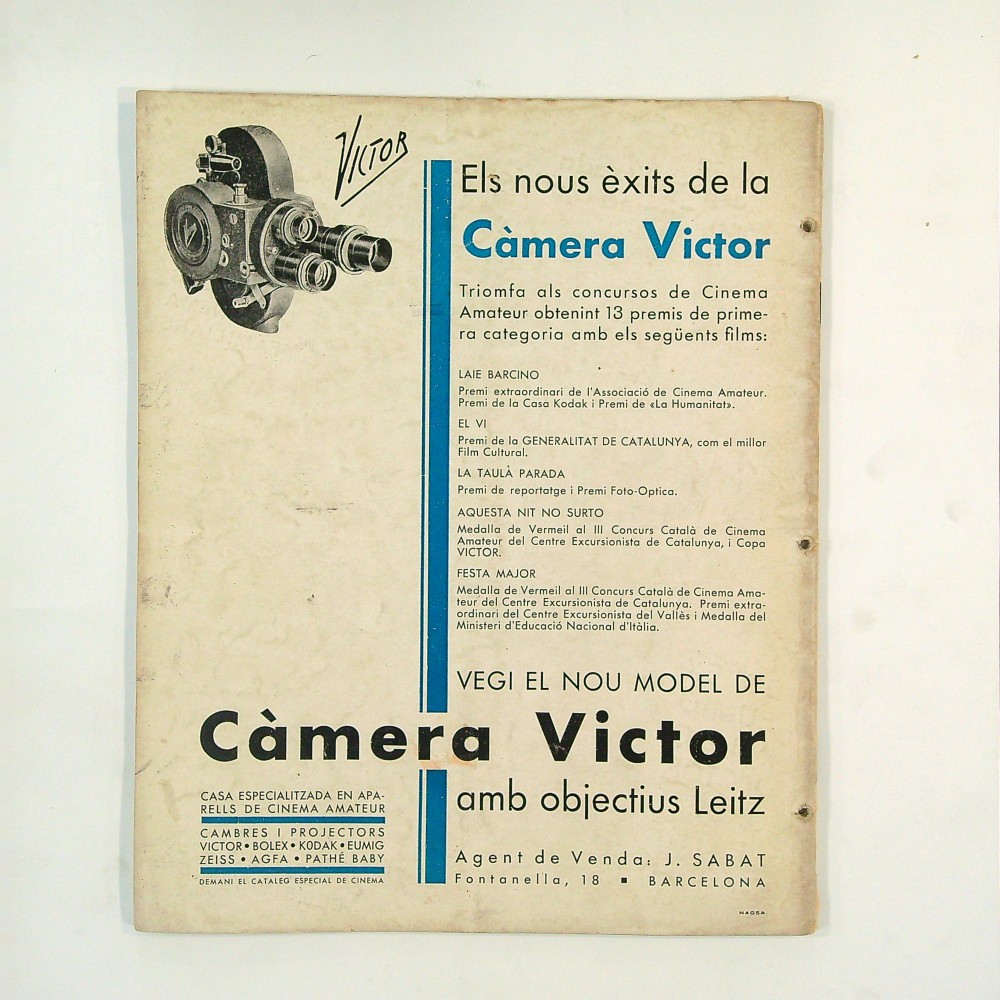 VICTOR
Els nous èxits de la
Càmera Victor
Triomfa als concursos de Cinema
Amateur obtenint 13 premis de prime-
ra categoria amb els següents films:
LAIE BARCINO
Premi extraordinari de l'Associació de Cinema Amateur.
Premi de la Casa Kodak i Premi de «La Humanitat».
EL VI
Premi de la GENERALITAT DE CATALUNYA, com el millor
Film Cultural.
LA TAULÀ PARADA
Premi de reportatge i Premi Foto-Optica.
AQUESTA NIT NO SURTO
Medalla de Vermeil al III Concurs Català de Cinema
Amateur del Centre Excursionista de Catalunya, i Copa
VICTOR.
FESTA MAJOR
Medalla de Vermeil al III Concurs Català de Cinema Ama-
teur del Centre Excursionista de Catalunya. Premi extra-
ordinari del Centre Excursionista del Vallès i Medalla del
Ministeri d'Educació Nacional d'Itàlia.
VEGI EL NOU MODEL DE
Càmera Victor
amb objectius Leitz
CASA ESPECIALITZADA EN APA-
RELLS DE CINEMA AMATEUR
CAMBRES I PROJECTORS
VICTOR • BOLEX • KODAK • EUMIG
ZEISS • AGFA • PATHÉ BABY
DEMANI EL CATALEG ESPECIAL DE CINEMA
Agent de Venda: J. SABAT
Fontanella, 18 ▪ BARCELONA
NAGSA